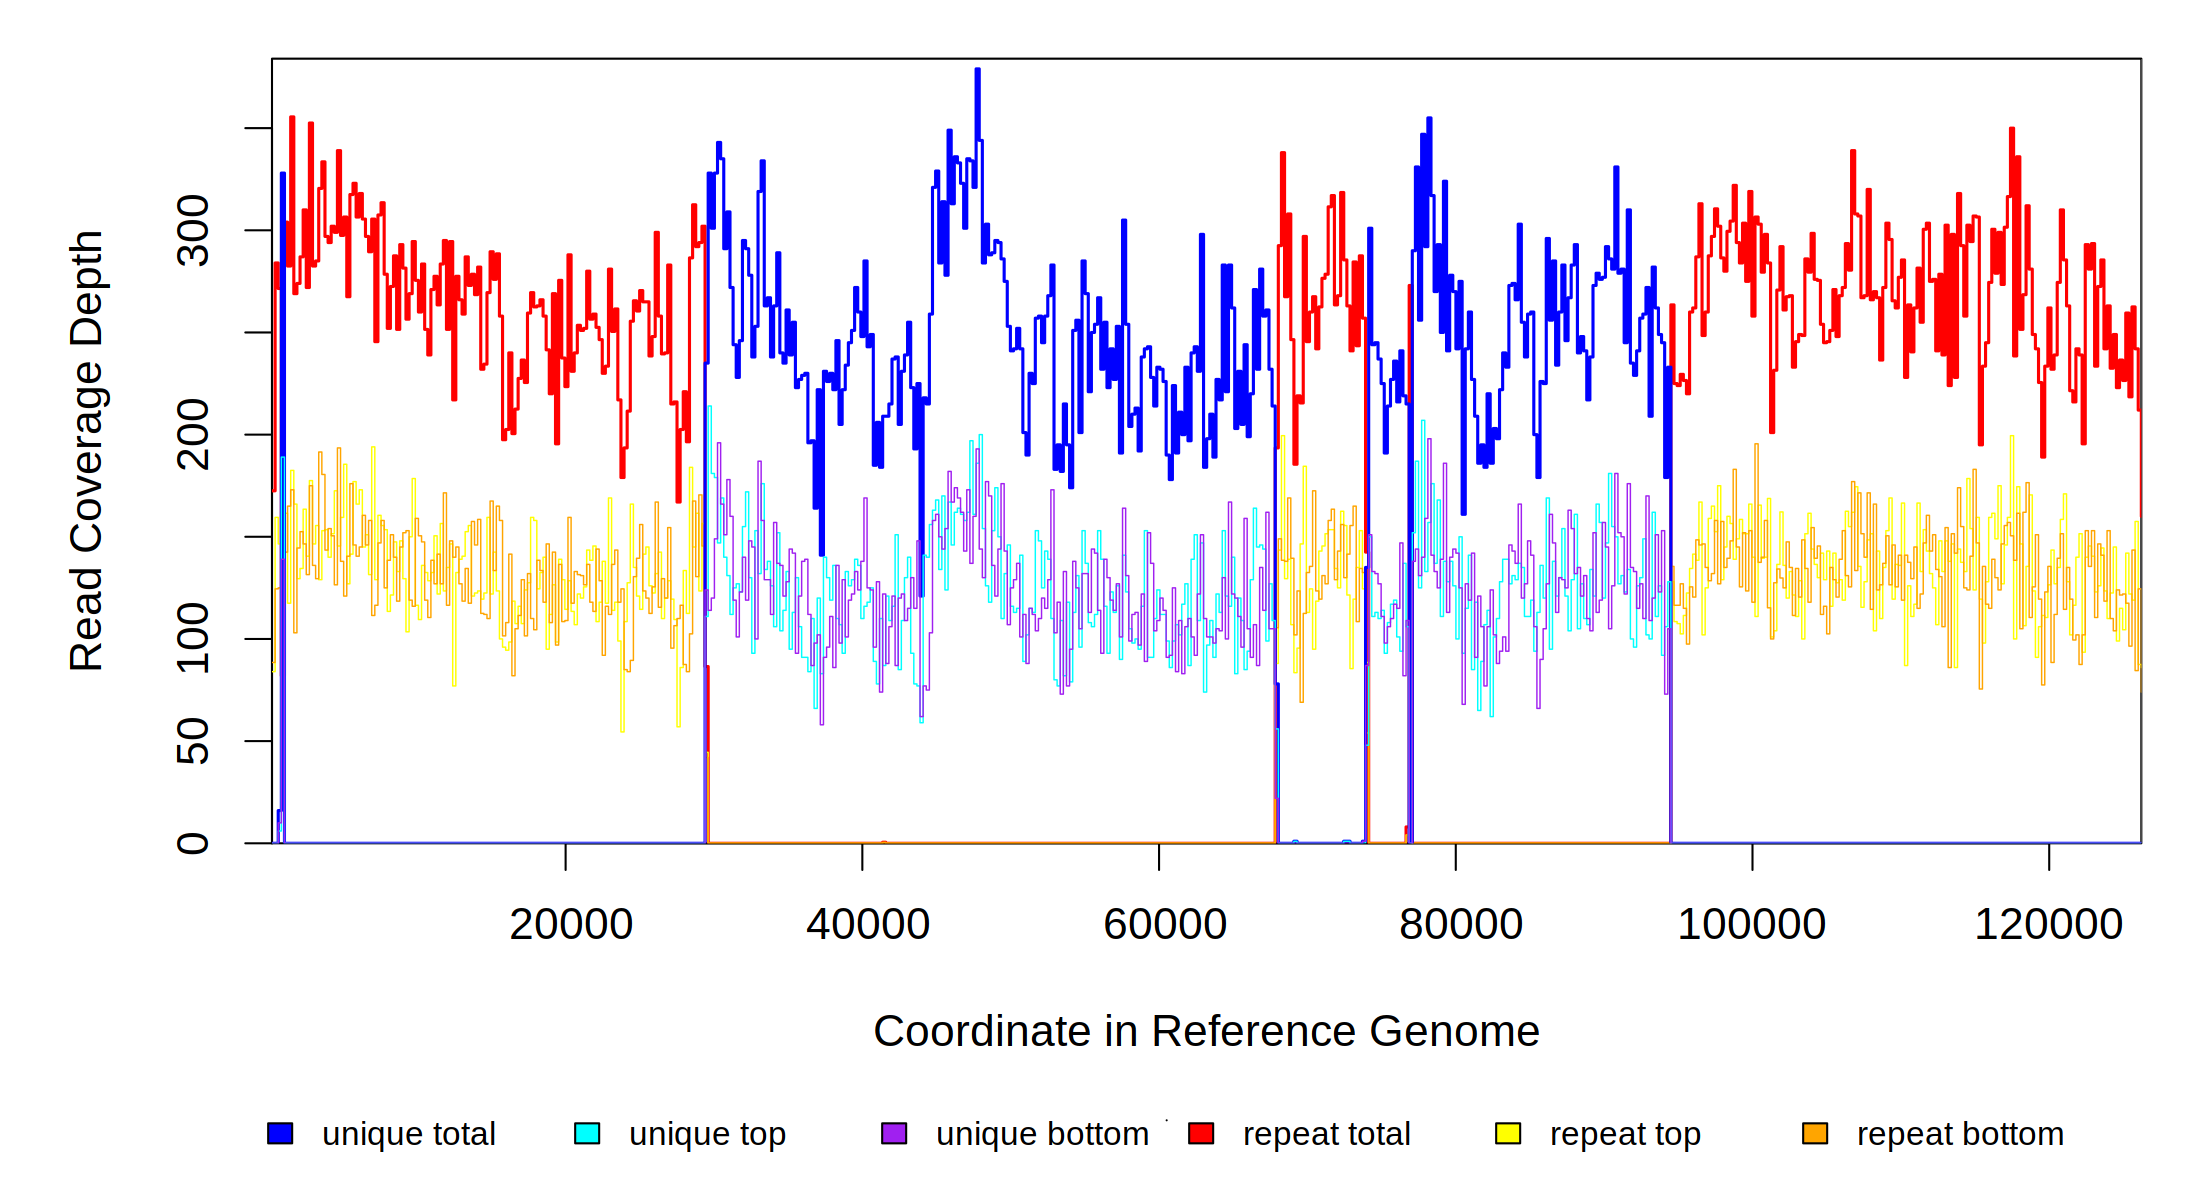 Read Coverage Depth
300
200
100
50
0
20000 40000 60000 80000 100000 120000
Coordinate in Reference Genome
unique total unique top unique bottom repeat total repeat top repeat bottom